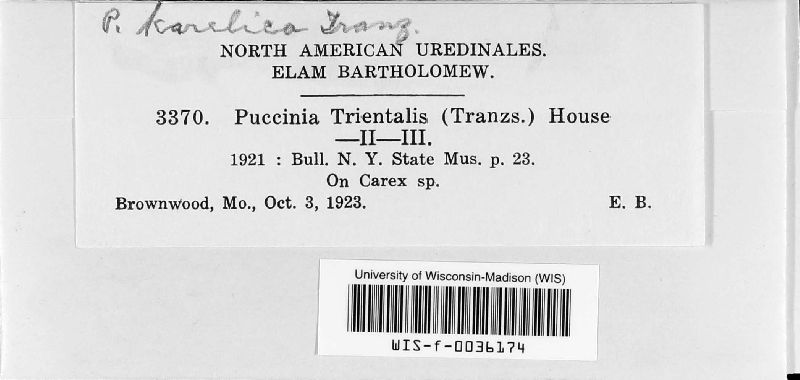 P. karelica Tranz.
NORTH AMERICAN UREDINALES.
ELAM BARTHOLOMEW.
3370. Puccinia Trientalis (Tranzs.) House
—II—III.
1921 : Bull. N. Y. State Mus. p. 23.
On Carex sp.
Brownwood, Mo., Oct. 3, 1923. E. B.
University of Wisconsin-Madison (WIS)
WIS-f-0036174